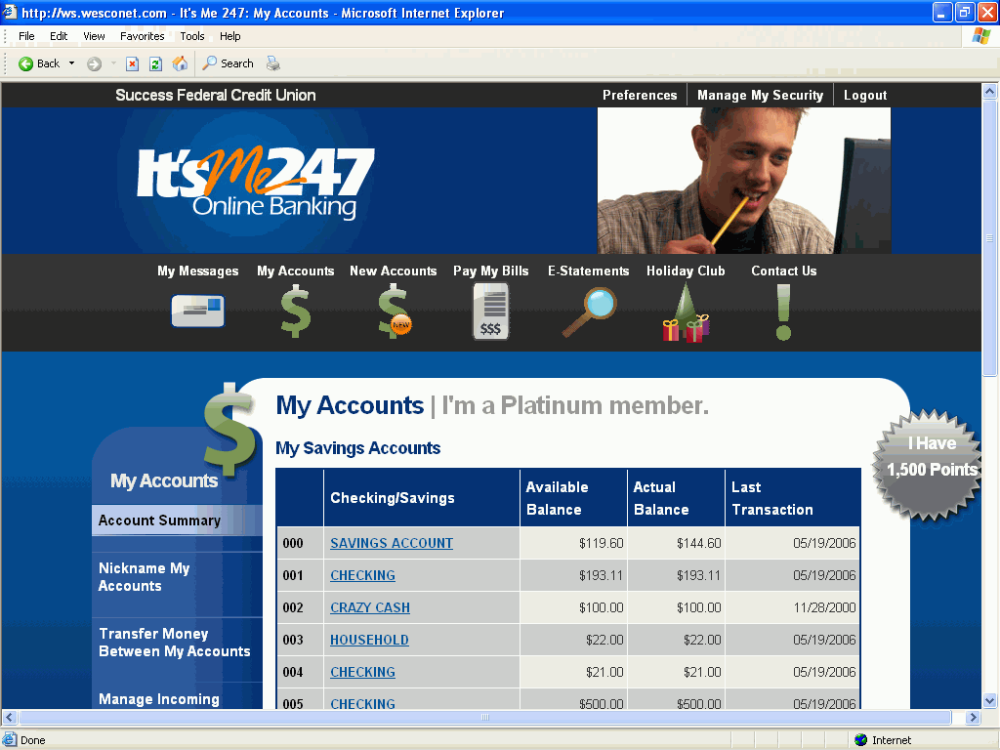 http://ws.wesconet.com - It's Me 247: My Accounts - Microsoft Internet Explorer
File Edit View Favorites Tools Help
Back Search
Success Federal Credit Union Preferences Manage My Security Logout
It's Me 247
Online Banking
My Messages My Accounts New Accounts Pay My Bills E-Statements Holiday Club Contact Us
$ $ NEW $$$ !
$ My Accounts | I'm a Platinum member.
My Savings Accounts
I Have
1,500 Points
My Accounts
Account Summary
Nickname My
Accounts
Transfer Money
Between My Accounts
Manage Incoming
Checking/Savings Available Balance Actual Balance Last Transaction
000 SAVINGS ACCOUNT $119.60 $144.60 05/19/2006
001 CHECKING $193.11 $193.11 05/19/2006
002 CRAZY CASH $100.00 $100.00 11/28/2000
003 HOUSEHOLD $22.00 $22.00 05/19/2006
004 CHECKING $21.00 $21.00 05/19/2006
005 CHECKING $500.00 $500.00 05/19/2006
Done Internet